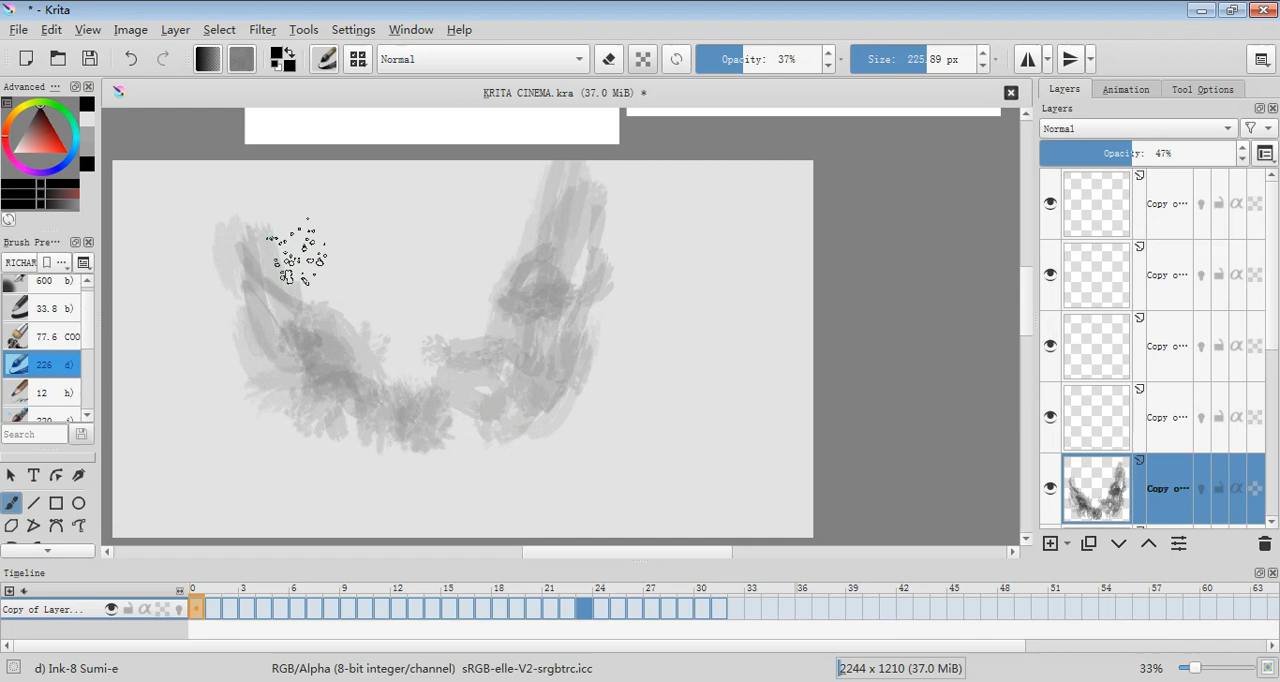 * - Krita
File Edit View Image Layer Select Filter Tools Settings Window Help
Normal
Opacity: 37%
Size: 225.89 px
Advanced ...
KRITA CINEMA.kra (37.0 MiB) *
Layers Animation Tool Options
Layers
Normal
Opacity: 47%
Copy o...
Copy o...
Copy o...
Copy o...
Copy o...
Brush Pre...
RICHAR ...
600 b)
33.8 b)
77.6 COO
226 d)
12 h)
Search
Timeline
0 3 6 9 12 15 18 21 24 27 30 33 36 39 42 45 48 51 54 57 60 63
Copy of Layer...
d) Ink-8 Sumi-e
RGB/Alpha (8-bit integer/channel) sRGB-elle-V2-srgbtrc.icc
2244 x 1210 (37.0 MiB)
33%